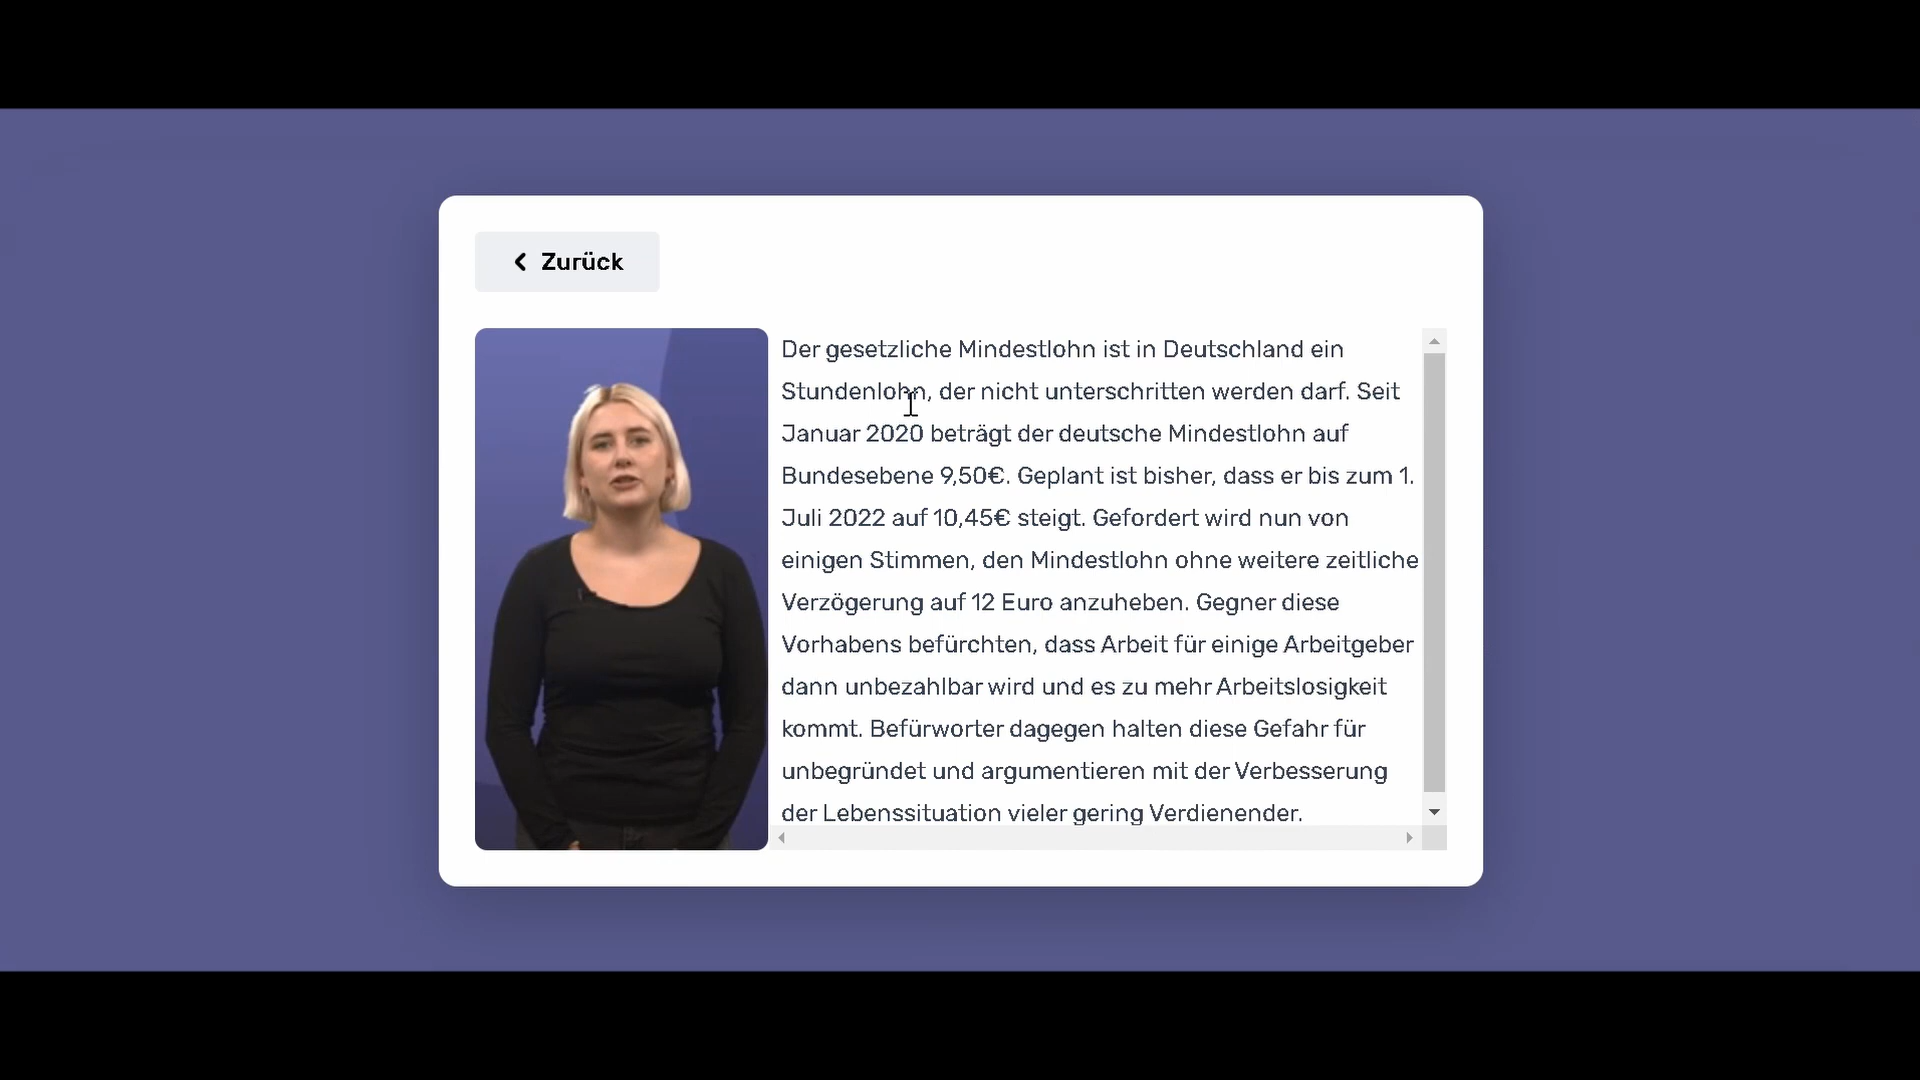 Zurück
Der gesetzliche Mindestlohn ist in Deutschland ein
Stundenlohn, der nicht unterschritten werden darf. Seit
Januar 2020 beträgt der deutsche Mindestlohn auf
Bundesebene 9,50€. Geplant ist bisher, dass er bis zum 1.
Juli 2022 auf 10,45€ steigt. Gefordert wird nun von
einigen Stimmen, den Mindestlohn ohne weitere zeitliche
Verzögerung auf 12 Euro anzuheben. Gegner diese
Vorhabens befürchten, dass Arbeit für einige Arbeitgeber
dann unbezahlbar wird und es zu mehr Arbeitslosigkeit
kommt. Befürworter dagegen halten diese Gefahr für
unbegründet und argumentieren mit der Verbesserung
der Lebenssituation vieler gering Verdienender.